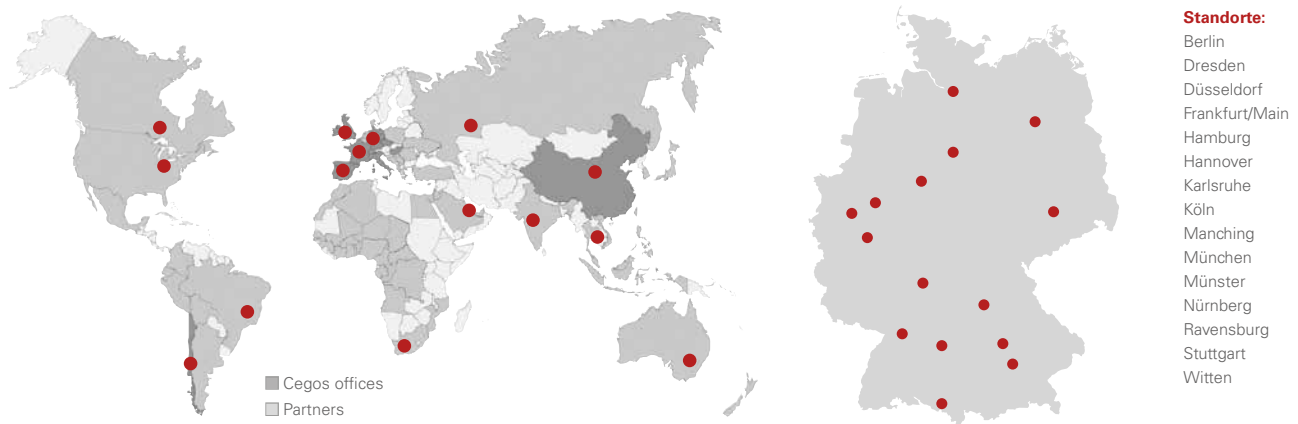 Cegos offices
Partners
Standorte:
Berlin
Dresden
Düsseldorf
Frankfurt/Main
Hamburg
Hannover
Karlsruhe
Köln
Manching
München
Münster
Nürnberg
Ravensburg
Stuttgart
Witten